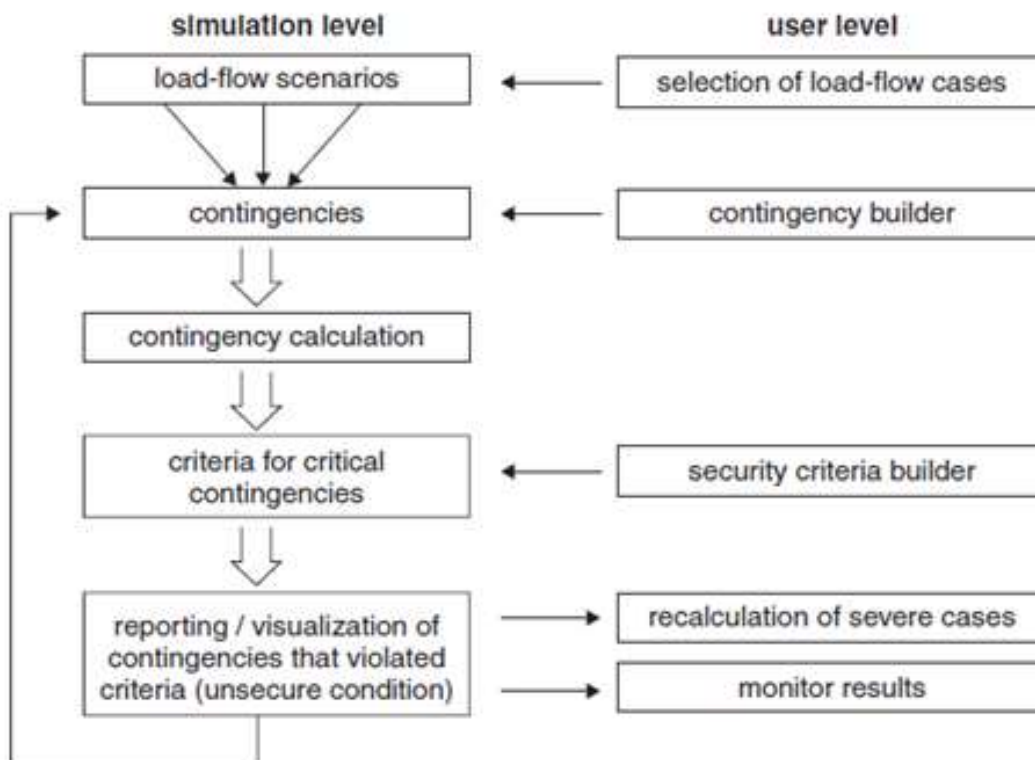 simulation level
user level
load-flow scenarios
selection of load-flow cases
contingencies
contingency builder
contingency calculation
criteria for critical
contingencies
security criteria builder
reporting / visualization of
contingencies that violated
criteria (unsecure condition)
recalculation of severe cases
monitor results